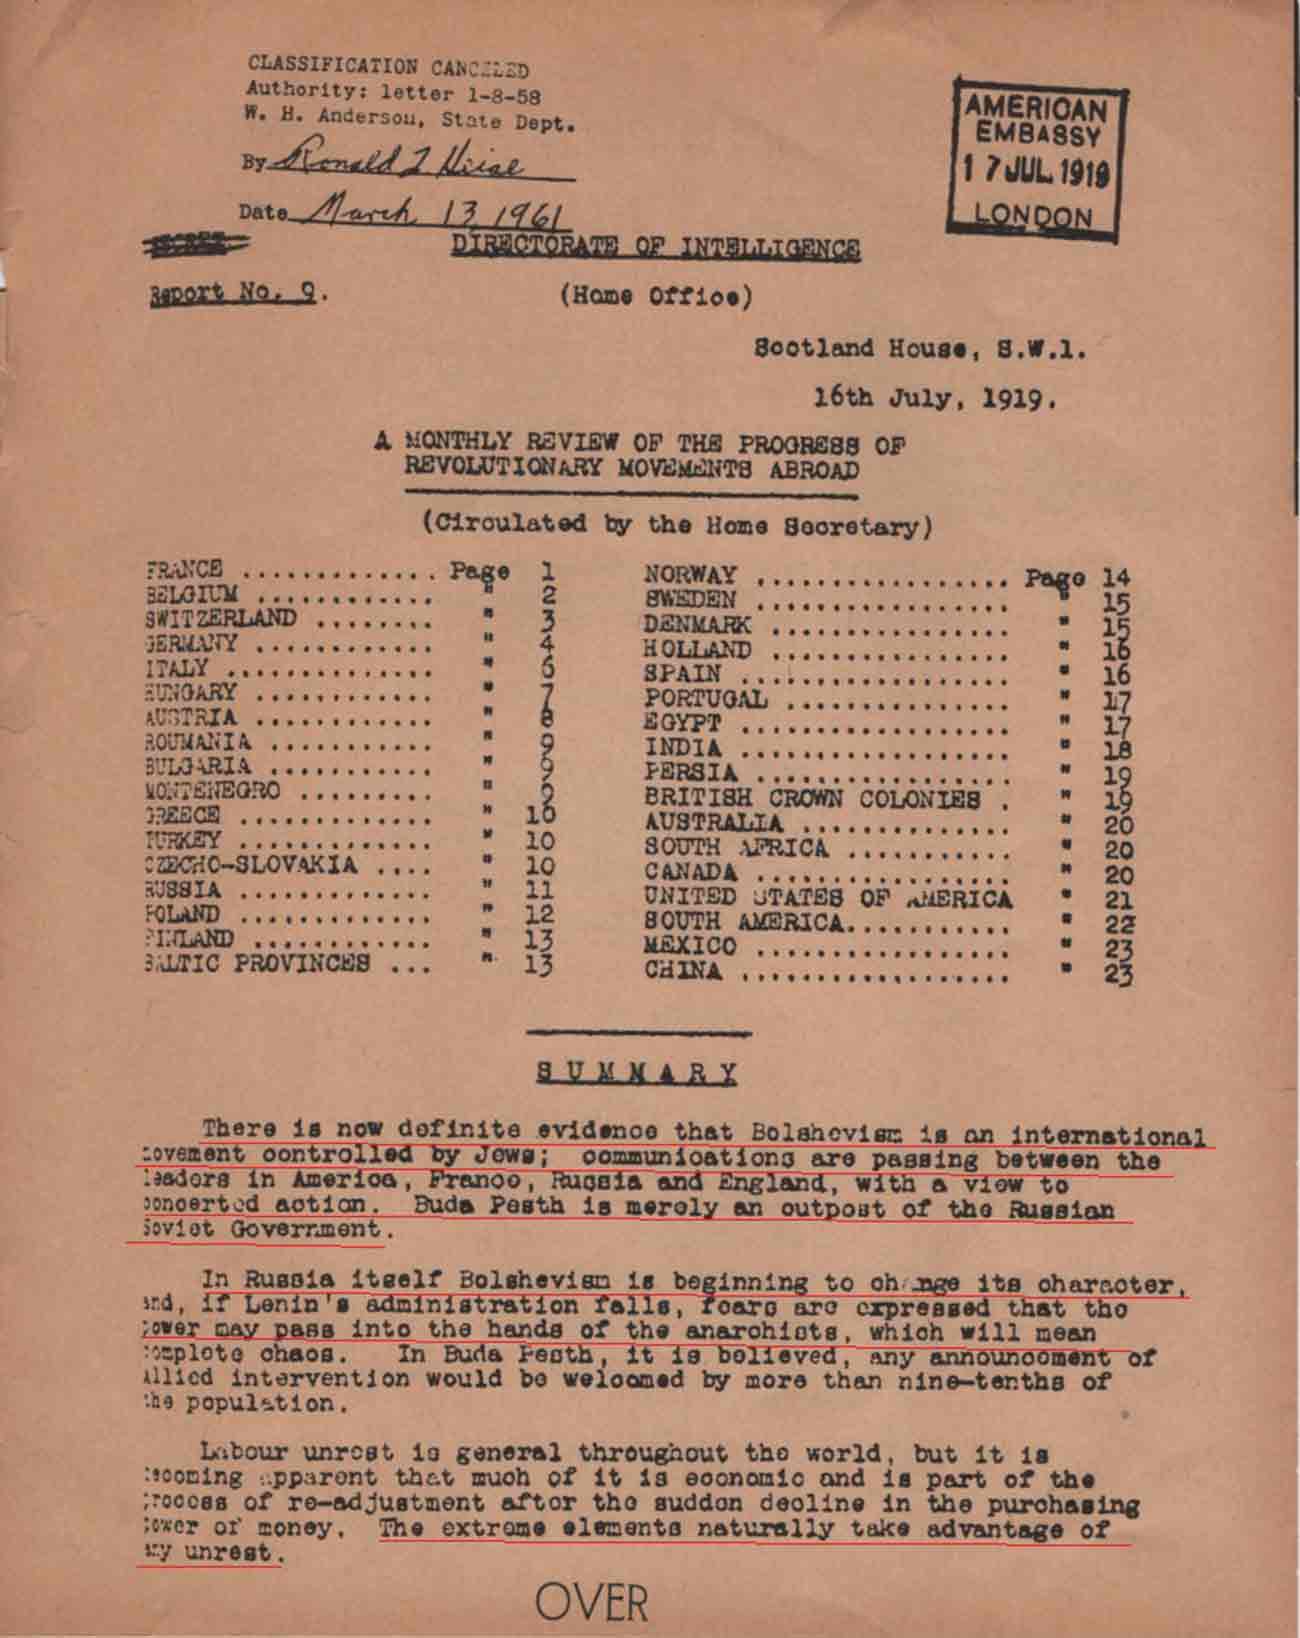 CLASSIFICATION CANCELED
Authority: letter 1-8-58
W. H. Anderson, State Dept.
By Ronald L
Date March 13 1961
AMERICAN
EMBASSY
17 JUL 1919
LONDON
DIRECTORATE OF INTELLIGENCE
Report No. 9.
(Home Office)
Scotland House, S.W.1.
16th July, 1919.
A MONTHLY REVIEW OF THE PROGRESS OF
REVOLUTIONARY MOVEMENTS ABROAD
(Circulated by the Home Secretary)
FRANCE ............. Page 1
BELGIUM ............ " 2
SWITZERLAND ........ " 3
GERMANY ............ " 4
ITALY .............. " 6
HUNGARY ............ " 7
AUSTRIA ............ " 8
ROUMANIA ........... " 9
BULGARIA ........... " 9
MONTENEGRO ......... " 9
GREECE ............. " 10
TURKEY ............. " 10
CZECHO-SLOVAKIA .... " 10
RUSSIA ............. " 11
POLAND ............. " 12
FINLAND ............ " 13
BALTIC PROVINCES ... " 13
NORWAY ................. Page 14
SWEDEN ................. " 15
DENMARK ................ " 15
HOLLAND ................ " 16
SPAIN .................. " 16
PORTUGAL ............... " 17
EGYPT .................. " 17
INDIA .................. " 18
PERSIA ................. " 19
BRITISH CROWN COLONIES . " 19
AUSTRALIA .............. " 20
SOUTH AFRICA ........... " 20
CANADA ................. " 20
UNITED STATES OF AMERICA " 21
SOUTH AMERICA........... " 22
MEXICO ................. " 23
CHINA .................. " 23
SUMMARY
There is now definite evidence that Bolshevism is an international
movement controlled by Jews; communications are passing between the
leaders in America, France, Russia and England, with a view to
concerted action. Buda Pesth is merely an outpost of the Russian
Soviet Government.
In Russia itself Bolshevism is beginning to change its character,
and, if Lenin's administration falls, fears are expressed that the
power may pass into the hands of the anarchists, which will mean
complete chaos. In Buda Pesth, it is believed, any announcement of
Allied intervention would be welcomed by more than nine-tenths of
the population.
Labour unrest is general throughout the world, but it is
becoming apparent that much of it is economic and is part of the
process of re-adjustment after the sudden decline in the purchasing
power of money. The extreme elements naturally take advantage of
any unrest.
OVER